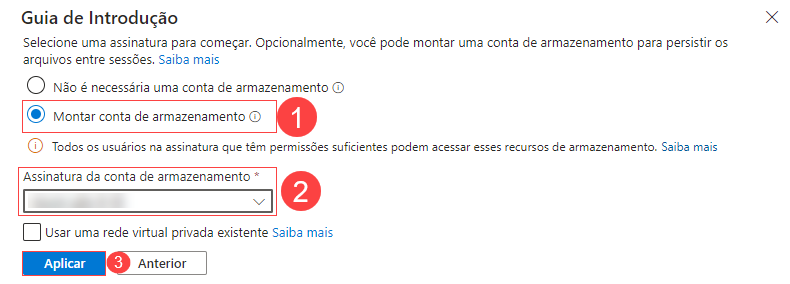 Guia de Introdução
Selecione uma assinatura para começar. Opcionalmente, você pode montar uma conta de armazenamento para persistir os
arquivos entre sessões. Saiba mais
Não é necessária uma conta de armazenamento
Montar conta de armazenamento
1
Todos os usuários na assinatura que têm permissões suficientes podem acessar esses recursos de armazenamento. Saiba mais
Assinatura da conta de armazenamento *
2
Usar uma rede virtual privada existente Saiba mais
Aplicar 3 Anterior